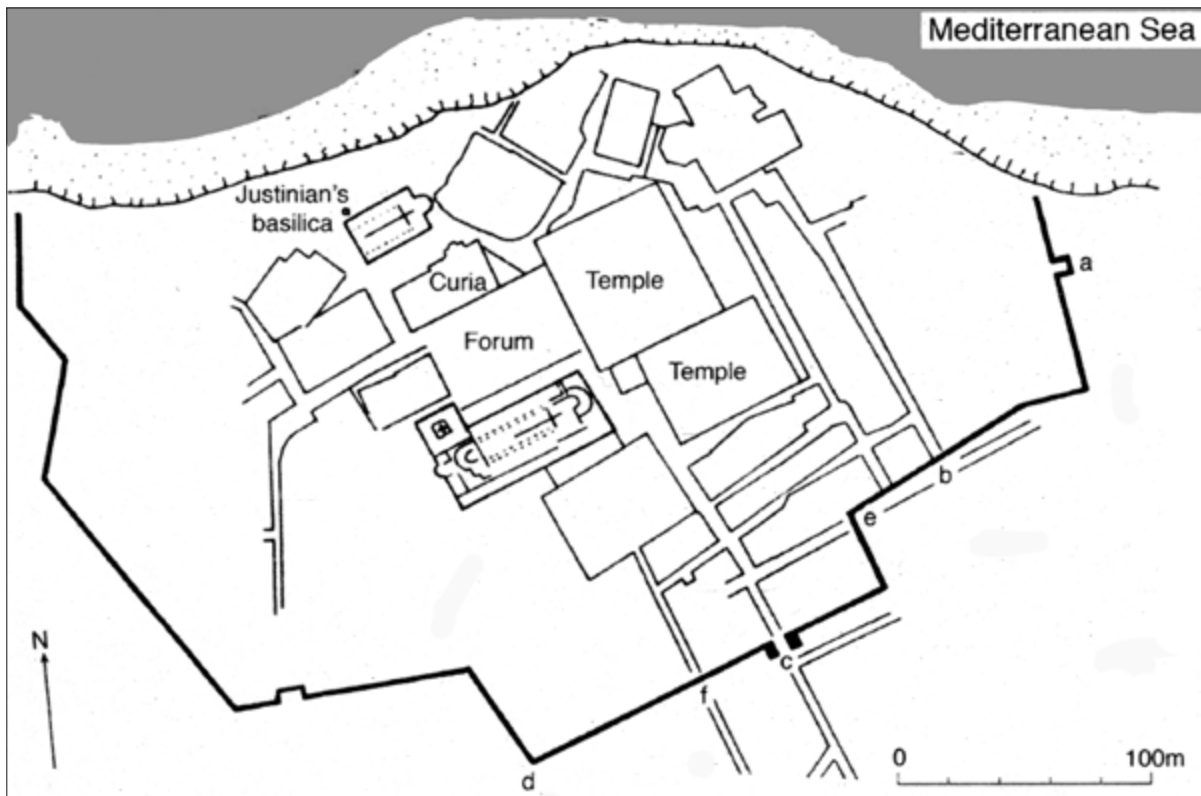 Mediterranean Sea
Justinian's
basilica
Curia
Temple
Forum
Temple
a
b
e
c
f
d
N
0
100m